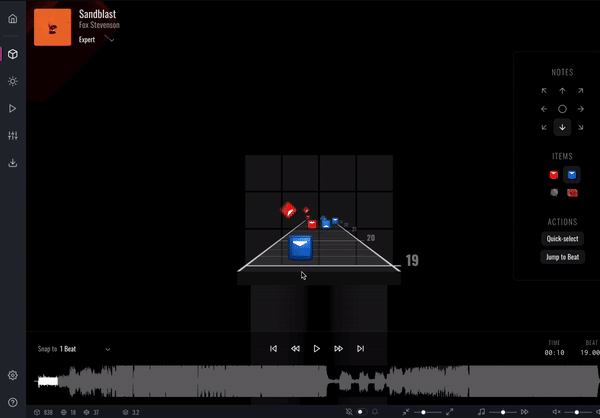 Sandblast
Fox Stevenson
Expert
NOTES
ITEMS
ACTIONS
Quick-select
Jump to Beat
20
19
Snap to 1 Beat
TIME
BEAT
00:10
19.00
838
18
37
3.2